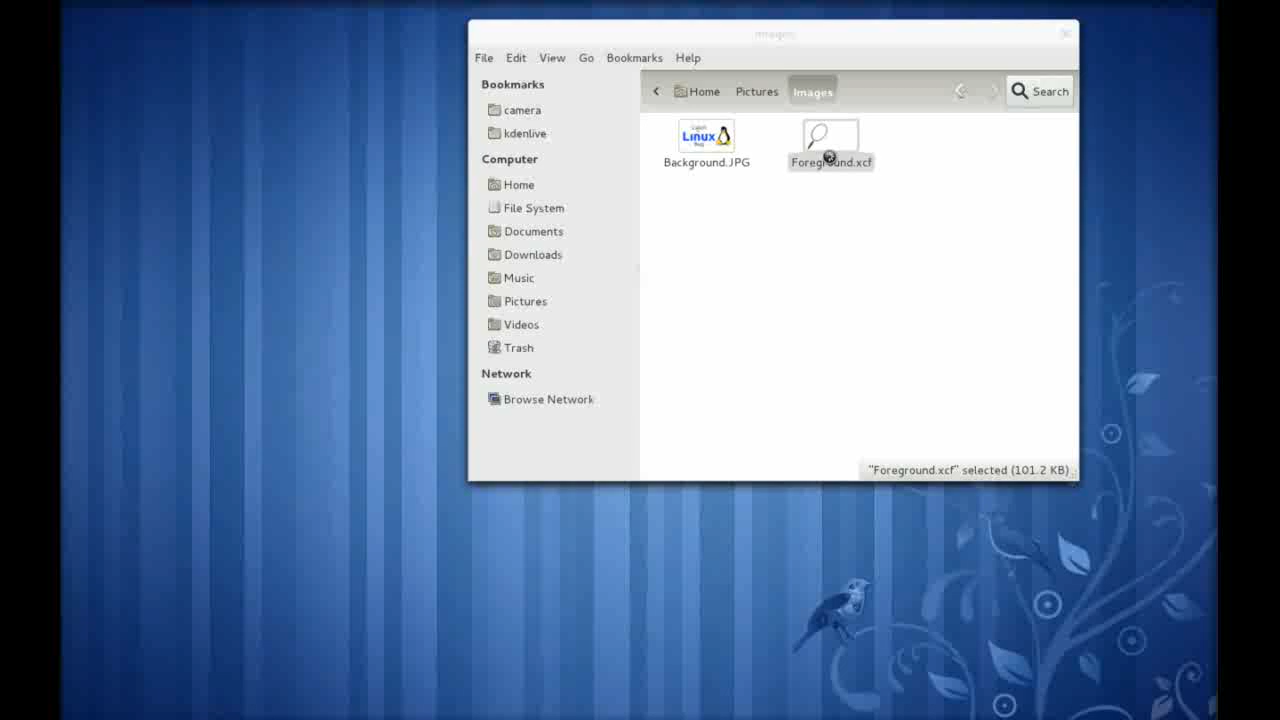 Images
File Edit View Go Bookmarks Help
Bookmarks
camera
kdenlive
Computer
Home
File System
Documents
Downloads
Music
Pictures
Videos
Trash
Network
Browse Network
Home Pictures Images Search
Linux
Background.JPG
Foreground.xcf
"Foreground.xcf" selected (101.2 KB)